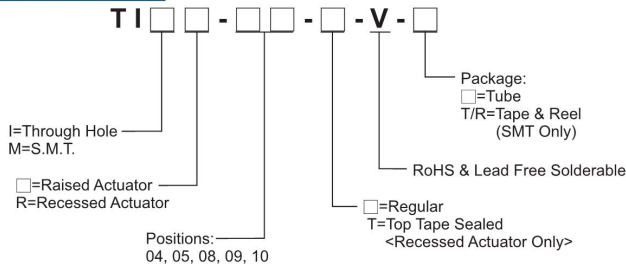 TI□□-□□-□-V-□
Package:
□=Tube
T/R=Tape & Reel
(SMT Only)
I=Through Hole
M=S.M.T.
RoHS & Lead Free Solderable
□=Raised Actuator
R=Recessed Actuator
□=Regular
T=Top Tape Sealed
<Recessed Actuator Only>
Positions:
04, 05, 08, 09, 10